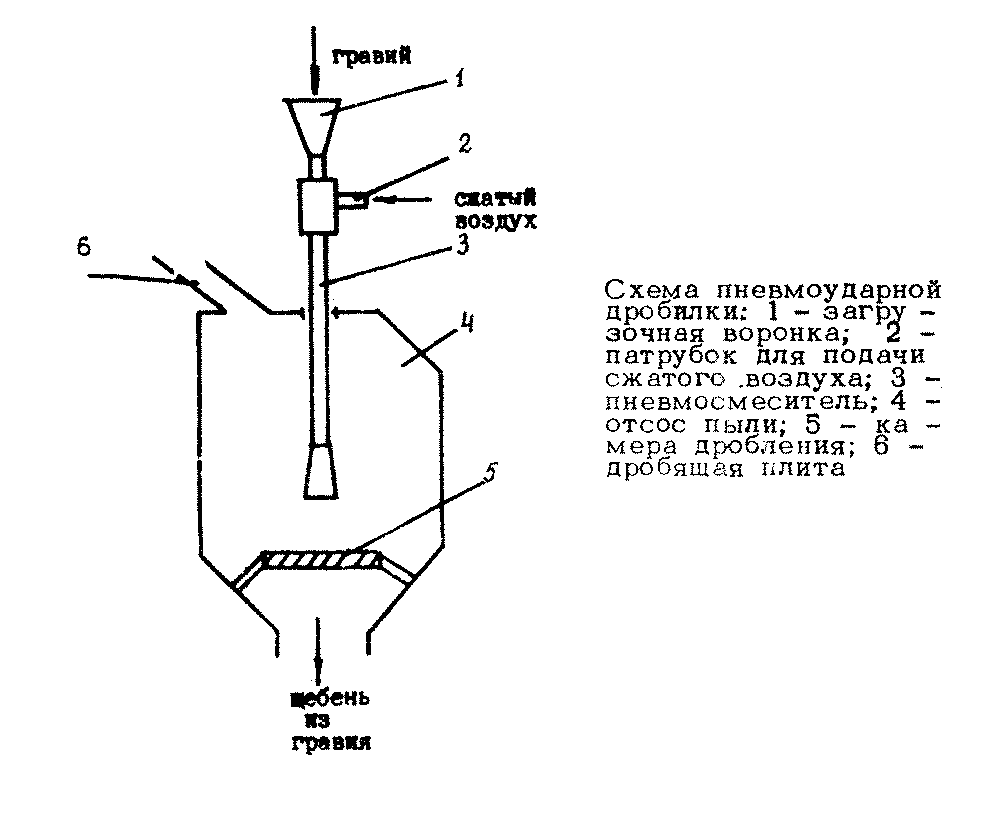 гравий
1
2
сжатый
воздух
3
6
4
5
щебень
из
гравия
Схема пневмоударной
дробилки: 1 - загру -
зочная воронка; 2 -
патрубок для подачи
сжатого .воздуха; 3 -
пневмосмеситель; 4 -
отсос пыли; 5 - ка -
мера дробления; 6 -
дробящая плита